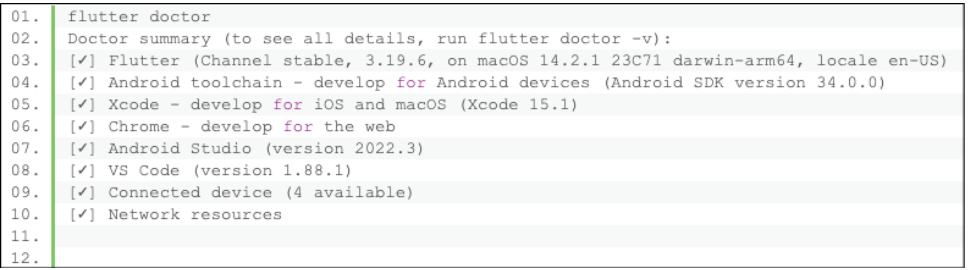 01. flutter doctor
02. Doctor summary (to see all details, run flutter doctor -v):
03. [✓] Flutter (Channel stable, 3.19.6, on macOS 14.2.1 23C71 darwin-arm64, locale en-US)
04. [✓] Android toolchain - develop for Android devices (Android SDK version 34.0.0)
05. [✓] Xcode - develop for iOS and macOS (Xcode 15.1)
06. [✓] Chrome - develop for the web
07. [✓] Android Studio (version 2022.3)
08. [✓] VS Code (version 1.88.1)
09. [✓] Connected device (4 available)
10. [✓] Network resources
11.
12.